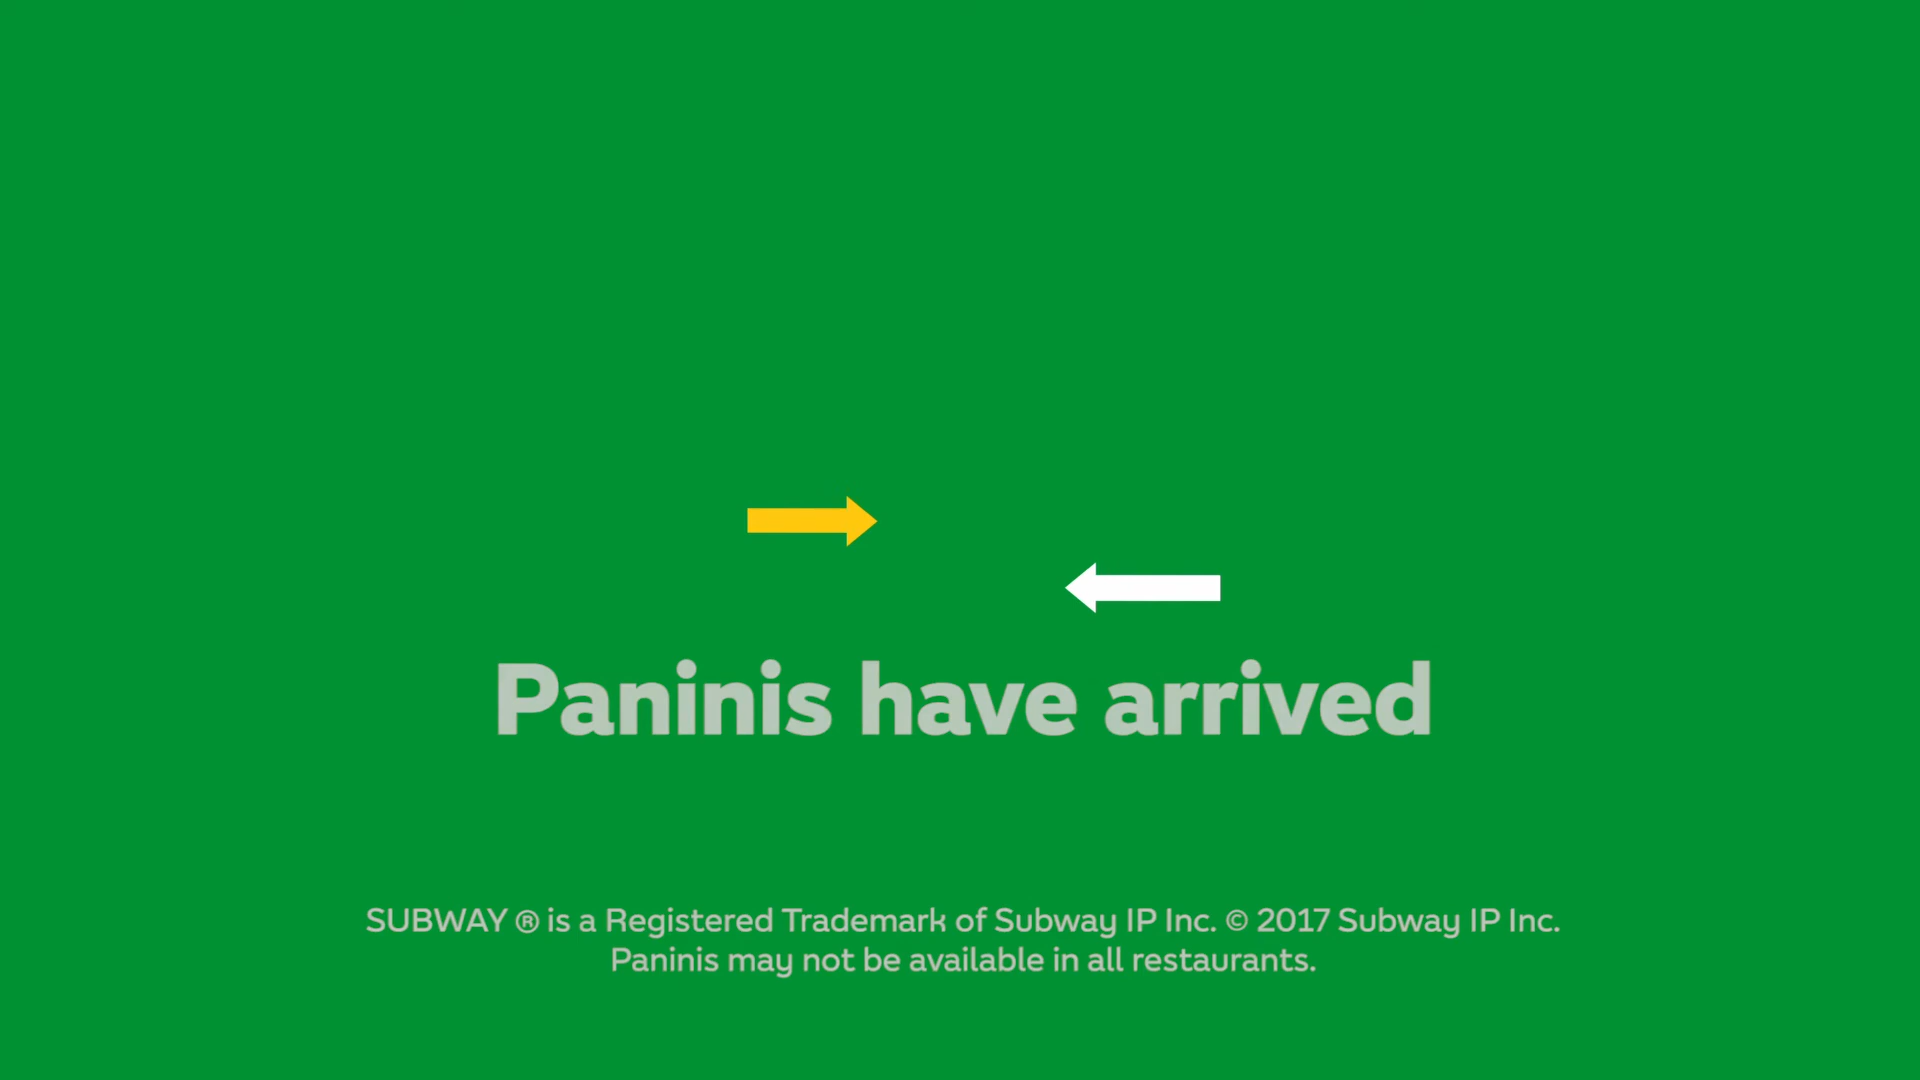 Paninis have arrived
SUBWAY ® is a Registered Trademark of Subway IP Inc. © 2017 Subway IP Inc.
Paninis may not be available in all restaurants.